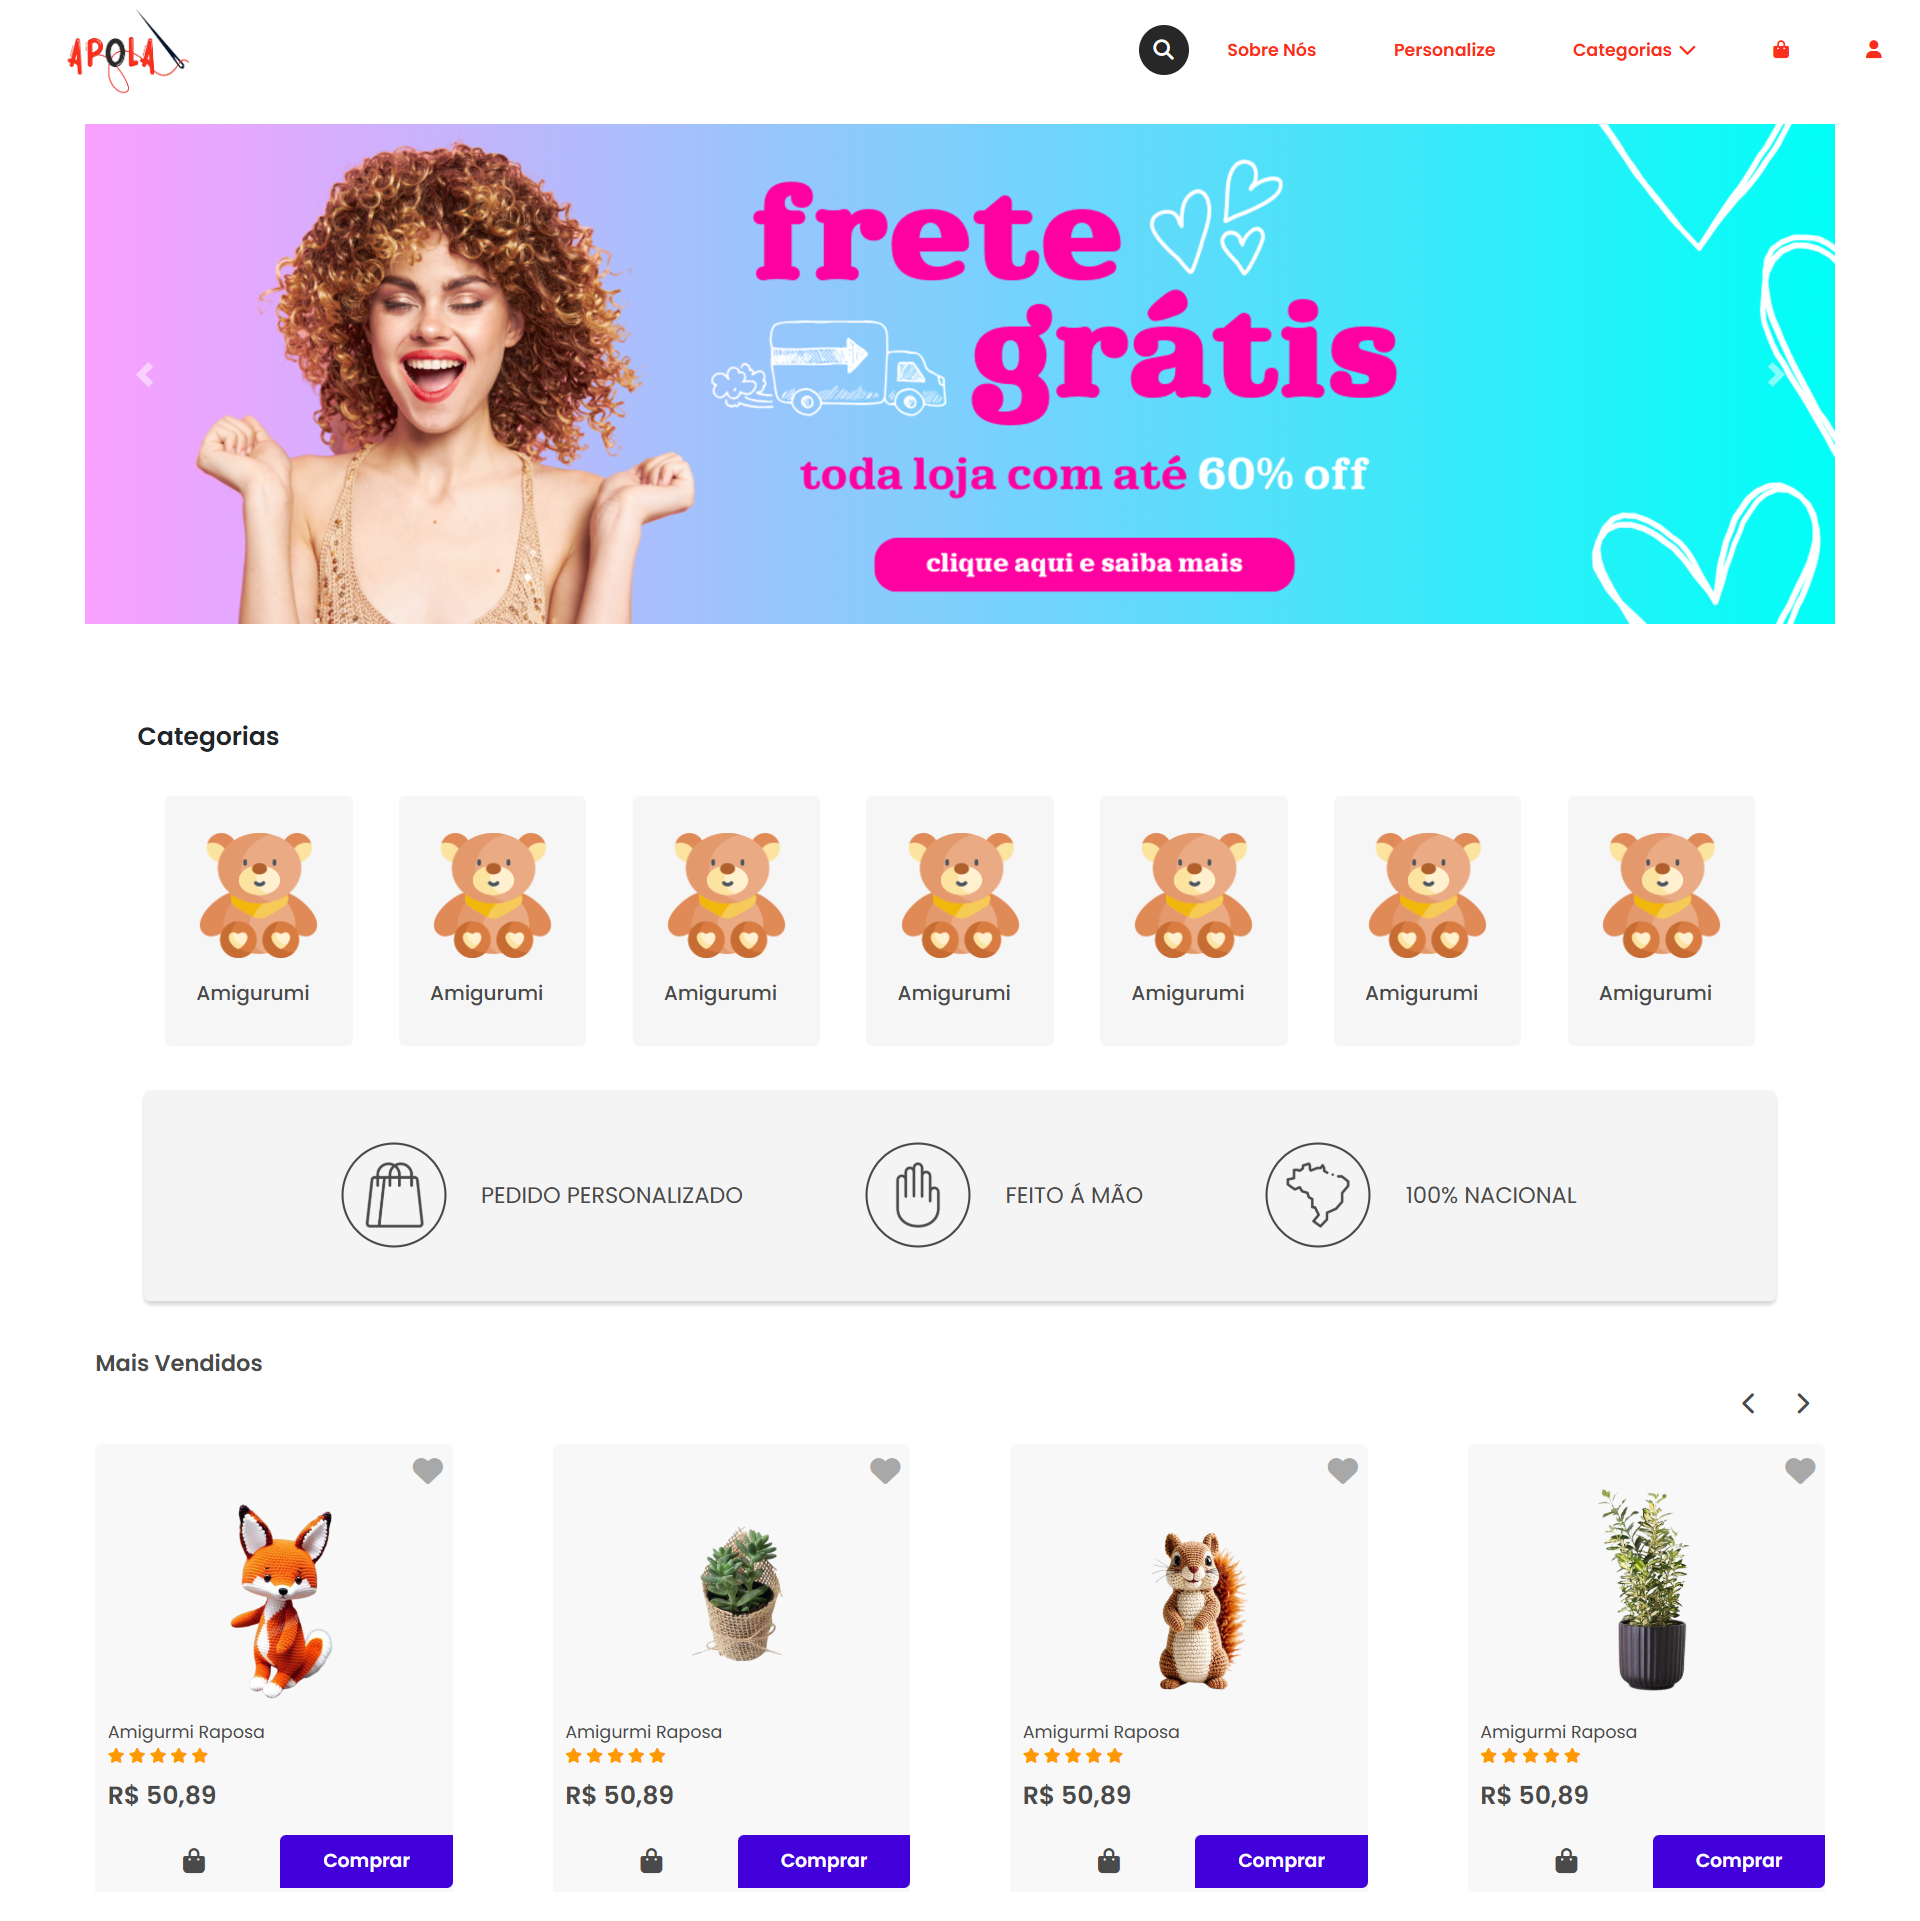 APOLA
Sobre Nós
Personalize
Categorias
frete
grátis
toda loja com até 60% off
clique aqui e saiba mais
Categorias
Amigurumi
Amigurumi
Amigurumi
Amigurumi
Amigurumi
Amigurumi
Amigurumi
PEDIDO PERSONALIZADO
FEITO Á MÃO
100% NACIONAL
Mais Vendidos
Amigurmi Raposa
R$ 50,89
Comprar
Amigurmi Raposa
R$ 50,89
Comprar
Amigurmi Raposa
R$ 50,89
Comprar
Amigurmi Raposa
R$ 50,89
Comprar